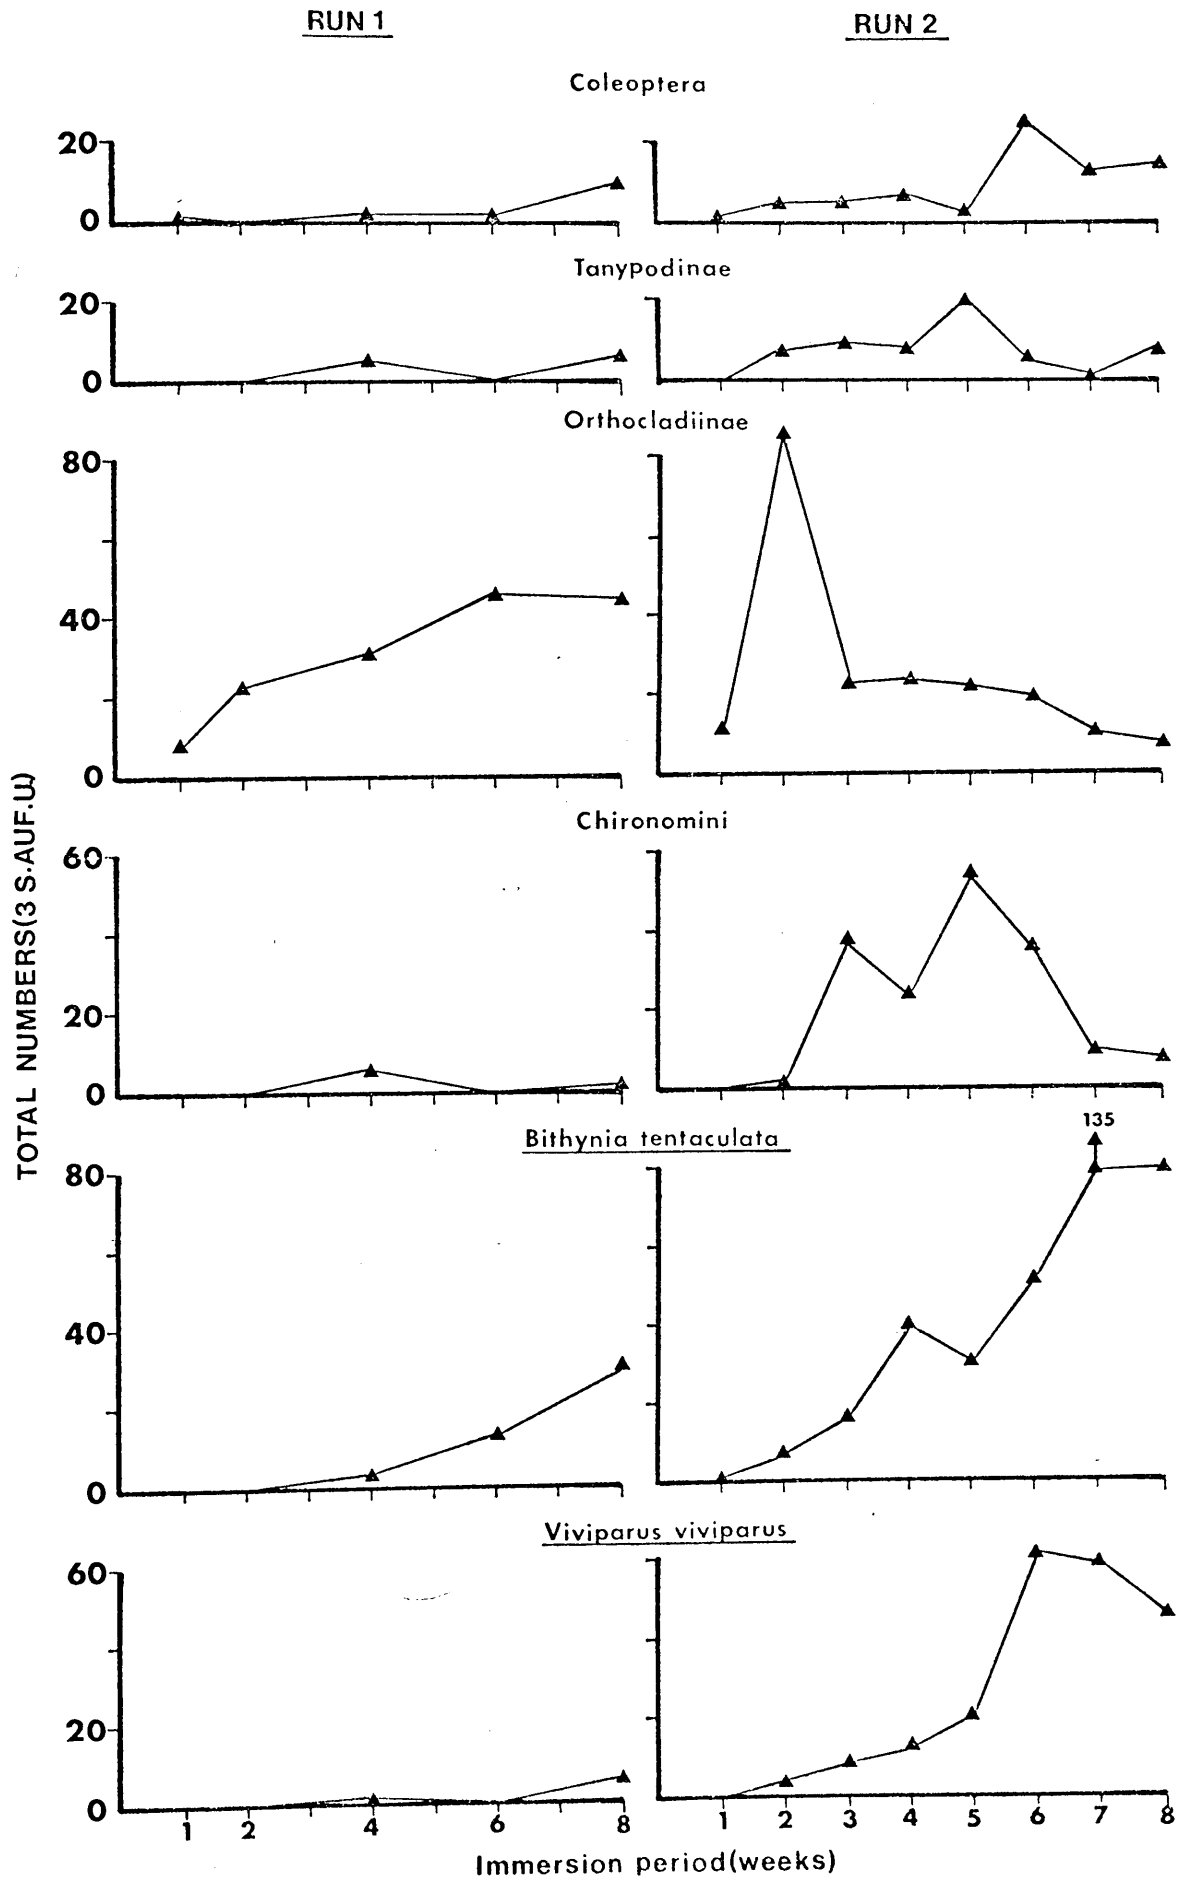 RUN 1
RUN 2
Coleoptera
20
0
Tanypodinae
20
0
Orthocladiinae
80
40
0
Chironomini
60
20
0
135
Bithynia tentaculata
80
40
0
Viviparus viviparus
60
20
0
1 2 4 6 8
1 2 3 4 5 6 7 8
Immersion period(weeks)
TOTAL NUMBERS(3 S.AUF.U.)